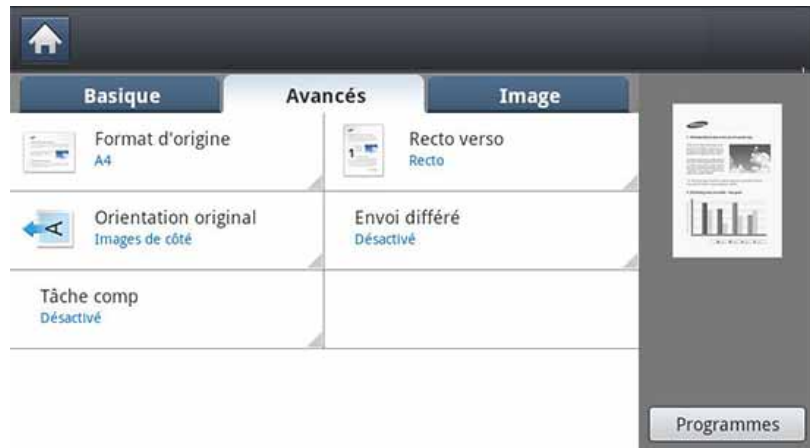 Basique
Avancés
Image
Format d'origine
A4
Recto verso
Recto
Orientation original
Images de côté
Envoi différé
Désactivé
Tâche comp
Désactivé
Programmes